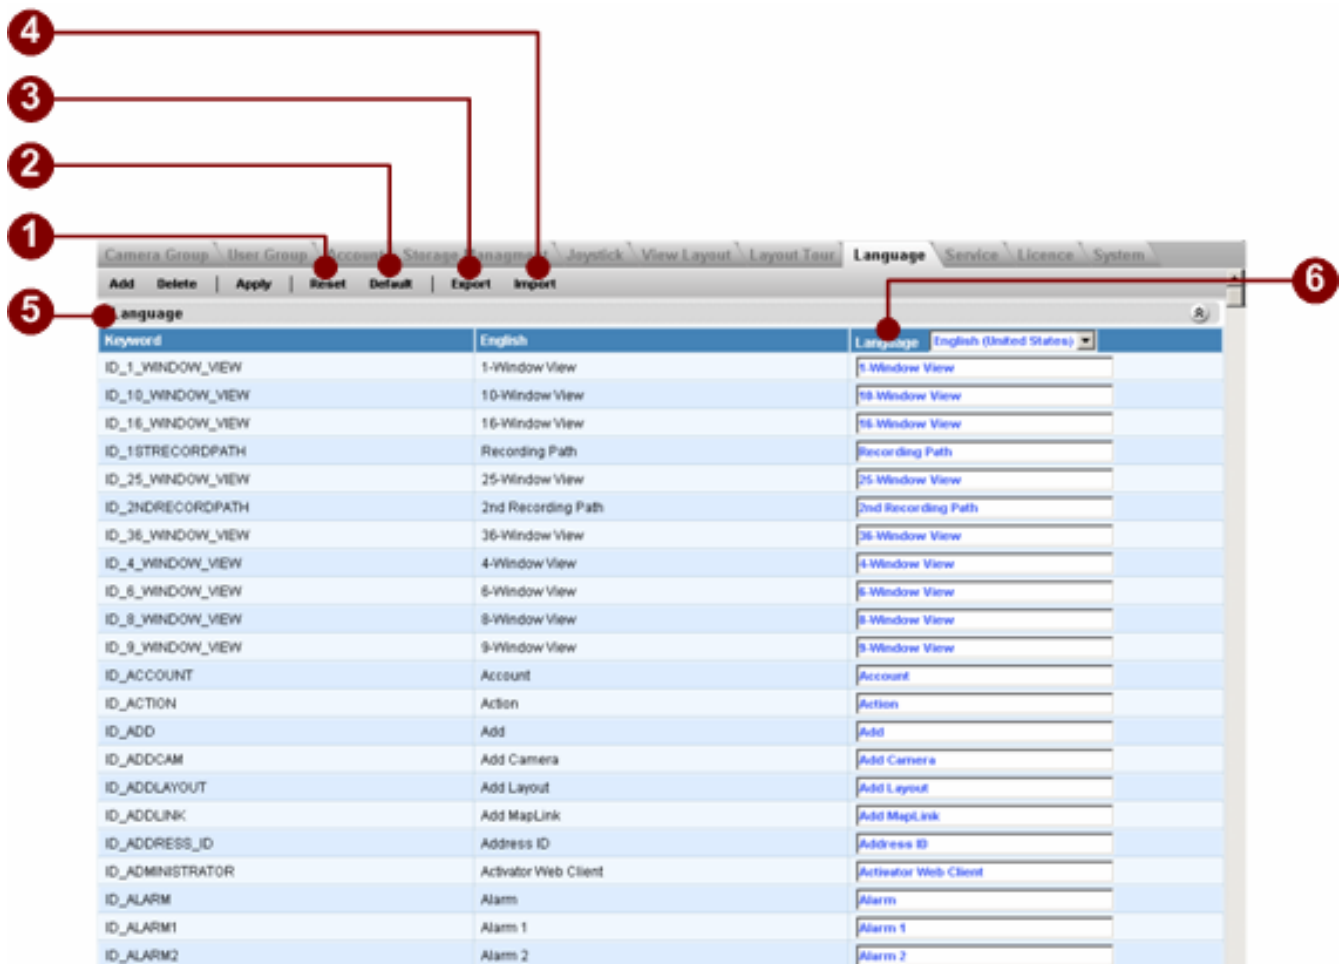 4
3
2
1
Camera Group User Group Account Storage Managment Joystick View Layout Layout Tour Language Service Licence System
Add Delete | Apply | Reset Default | Export Import
6
5 Language
Keyword English Language English (United States)
ID_1_WINDOW_VIEW 1-Window View 1-Window View
ID_10_WINDOW_VIEW 10-Window View 10-Window View
ID_16_WINDOW_VIEW 16-Window View 16-Window View
ID_1STRECORDPATH Recording Path Recording Path
ID_25_WINDOW_VIEW 25-Window View 25-Window View
ID_2NDRECORDPATH 2nd Recording Path 2nd Recording Path
ID_36_WINDOW_VIEW 36-Window View 36-Window View
ID_4_WINDOW_VIEW 4-Window View 4-Window View
ID_6_WINDOW_VIEW 6-Window View 6-Window View
ID_8_WINDOW_VIEW 8-Window View 8-Window View
ID_9_WINDOW_VIEW 9-Window View 9-Window View
ID_ACCOUNT Account Account
ID_ACTION Action Action
ID_ADD Add Add
ID_ADDCAM Add Camera Add Camera
ID_ADDLAYOUT Add Layout Add Layout
ID_ADDLINK Add MapLink Add MapLink
ID_ADDRESS_ID Address ID Address ID
ID_ADMINISTRATOR Activator Web Client Activator Web Client
ID_ALARM Alarm Alarm
ID_ALARM1 Alarm 1 Alarm 1
ID_ALARM2 Alarm 2 Alarm 2